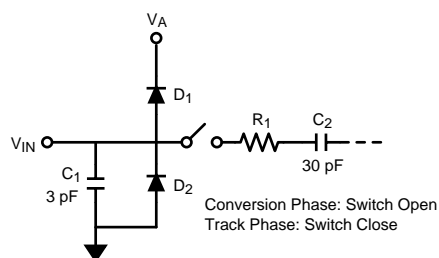 VA
D1
R1
C2
VIN
C1
D2
30 pF
3 pF
Conversion Phase: Switch Open
Track Phase: Switch Close